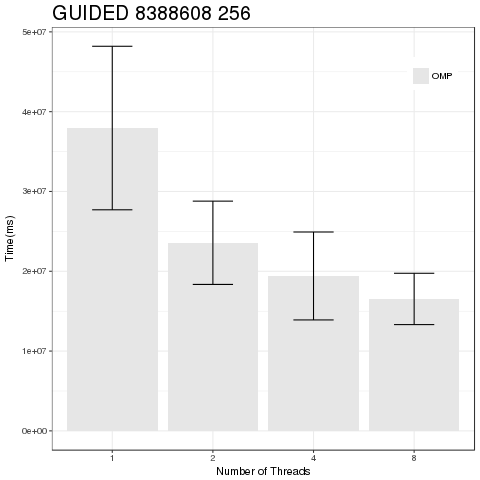 GUIDED 8388608 256
5e+07
4e+07
3e+07
2e+07
1e+07
0e+00
Time(ms)
OMP
1 2 4 8
Number of Threads